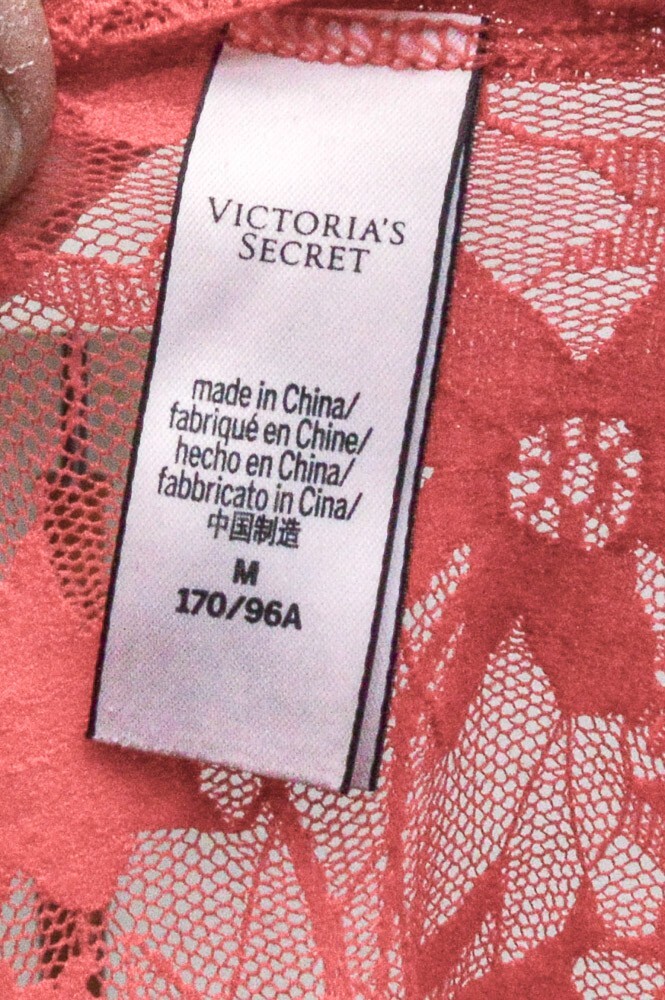 VICTORIA'S
SECRET
made in China/
fabriqué en Chine/
hecho en China/
fabbricato in Cina/
中国制造
M
170/96A